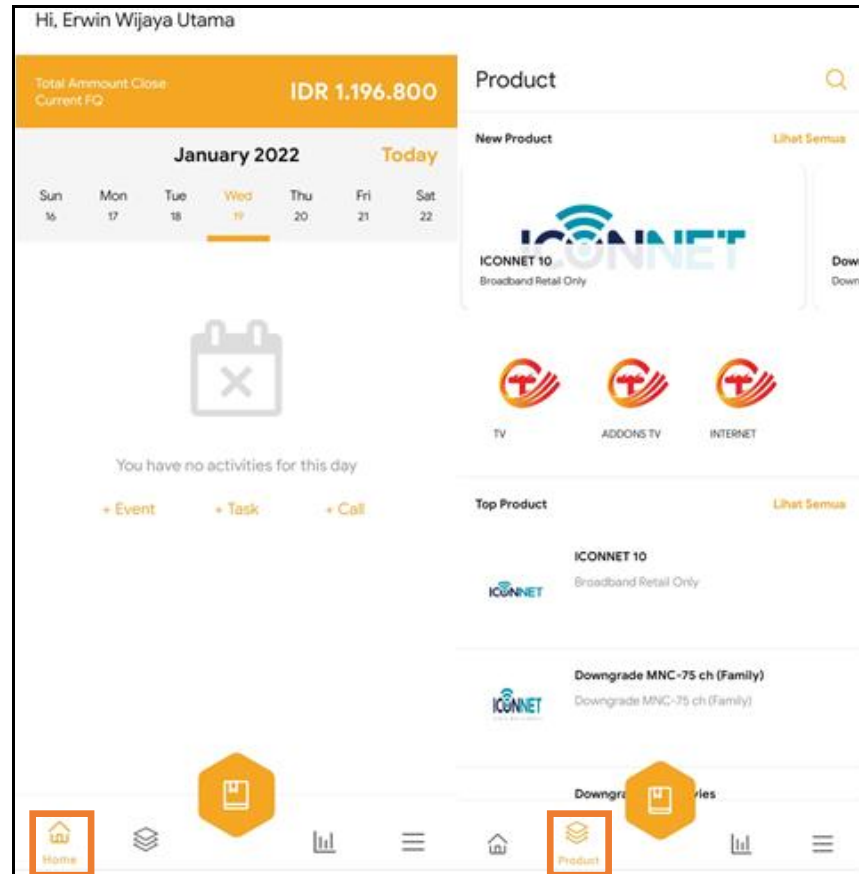 Hi, Erwin Wijaya Utama
Total Ammount Close
Current FQ
IDR 1.196.800
January 2022
Today
Sun Mon Tue Wed Thu Fri Sat
16 17 18 19 20 21 22
You have no activities for this day
+ Event + Task + Call
Home
Product
New Product Lihat Semua
ICONNET
ICONNET 10
Broadband Retail Only
Dow
Down
TV ADDONS TV INTERNET
Top Product Lihat Semua
ICONNET
ICONNET 10
Broadband Retail Only
ICONNET
Downgrade MNC-75 ch (Family)
Downgrade MNC-75 ch (Family)
Downgra vies
Product